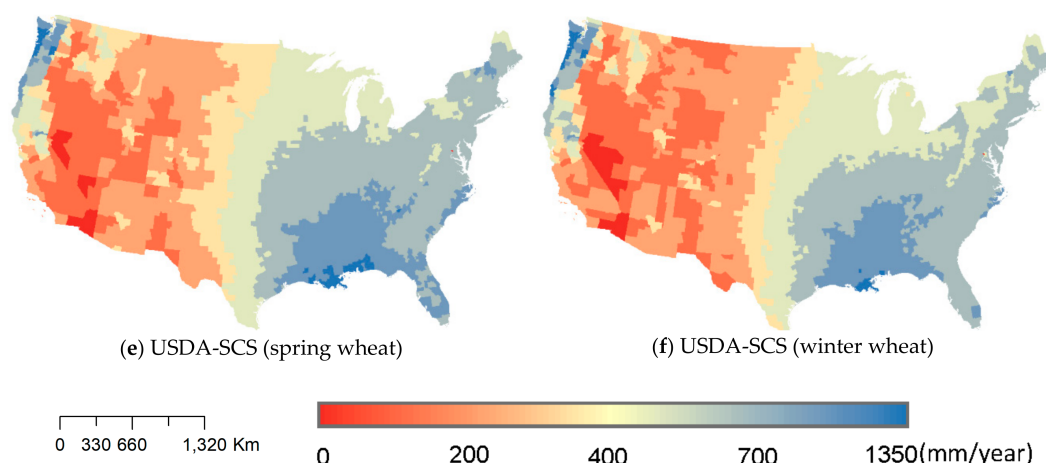 (e) USDA-SCS (spring wheat)
(f) USDA-SCS (winter wheat)
0 330 660 1,320 Km
0 200 400 700 1350(mm/year)